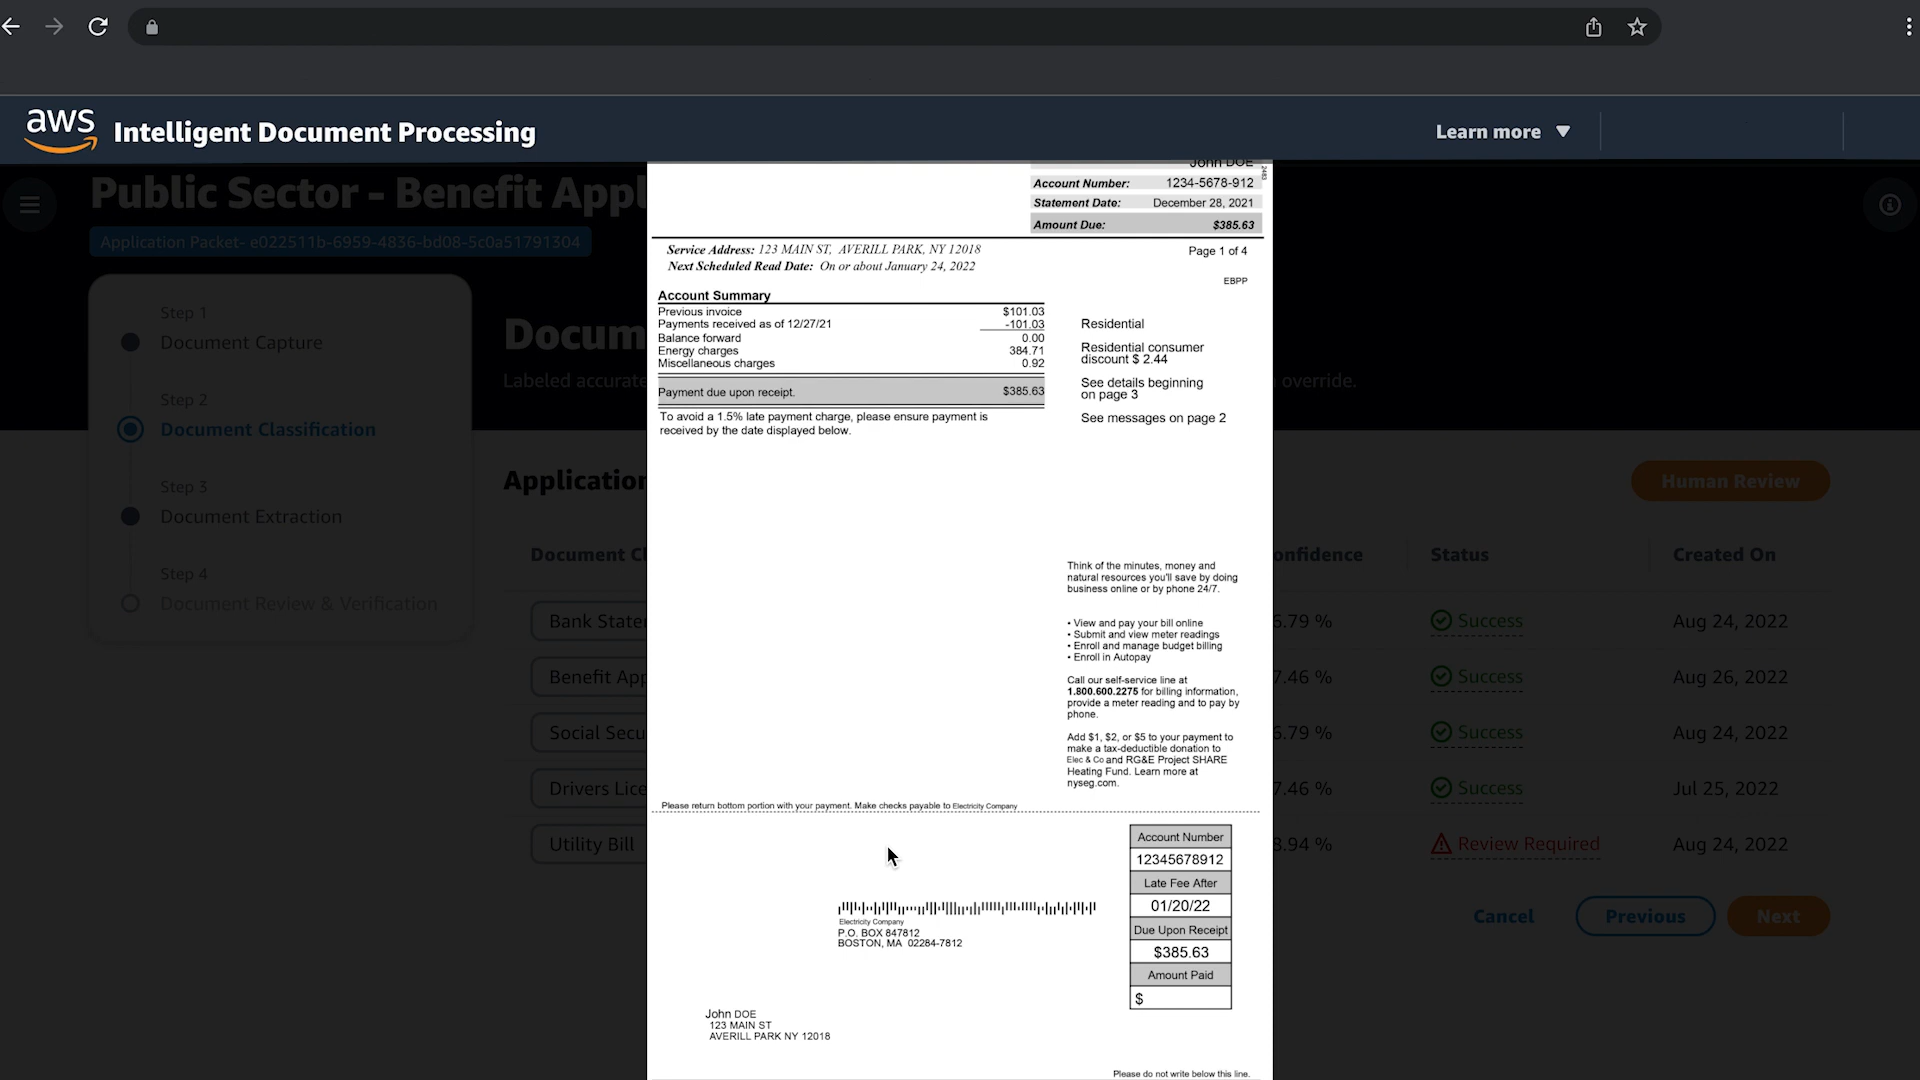 aws Intelligent Document Processing
Learn more
Public Sector - Benefit Appl
Application Packet- e022511b-6959-4836-bd08-5c0a51791304
Step 1
Document Capture
Step 2
Document Classification
Step 3
Document Extraction
Step 4
Document Review & Verification
Docum
Labeled accurate
override.
Application
Human Review
Document Cl
onfidence
Status
Created On
Bank State
6.79 %
Success
Aug 24, 2022
Benefit App
7.46 %
Success
Aug 26, 2022
Social Secu
6.79 %
Success
Aug 24, 2022
Drivers Lice
7.46 %
Success
Jul 25, 2022
Utility Bill
8.94 %
Review Required
Aug 24, 2022
Cancel
Previous
Next
John DOE
Account Number: 1234-5678-912
Statement Date: December 28, 2021
Amount Due: $385.63
Service Address: 123 MAIN ST, AVERILL PARK, NY 12018
Next Scheduled Read Date: On or about January 24, 2022
Page 1 of 4
EBPP
Account Summary
Previous invoice $101.03
Payments received as of 12/27/21 -101.03
Balance forward 0.00
Energy charges 384.71
Miscellaneous charges 0.92
Payment due upon receipt. $385.63
To avoid a 1.5% late payment charge, please ensure payment is
received by the date displayed below.
Residential
Residential consumer
discount $ 2.44
See details beginning
on page 3
See messages on page 2
Think of the minutes, money and
natural resources you'll save by doing
business online or by phone 24/7.
• View and pay your bill online
• Submit and view meter readings
• Enroll and manage budget billing
• Enroll in Autopay
Call our self-service line at
1.800.600.2275 for billing information,
provide a meter reading and to pay by
phone.
Add $1, $2, or $5 to your payment to
make a tax-deductible donation to
Elec & Co and RG&E Project SHARE
Heating Fund. Learn more at
nyseg.com.
Please return bottom portion with your payment. Make checks payable to Electricity Company
Account Number
12345678912
Late Fee After
01/20/22
Due Upon Receipt
$385.63
Amount Paid
$
Electricity Company
P.O. BOX 847812
BOSTON, MA 02284-7812
John DOE
123 MAIN ST
AVERILL PARK NY 12018
Please do not write below this line.